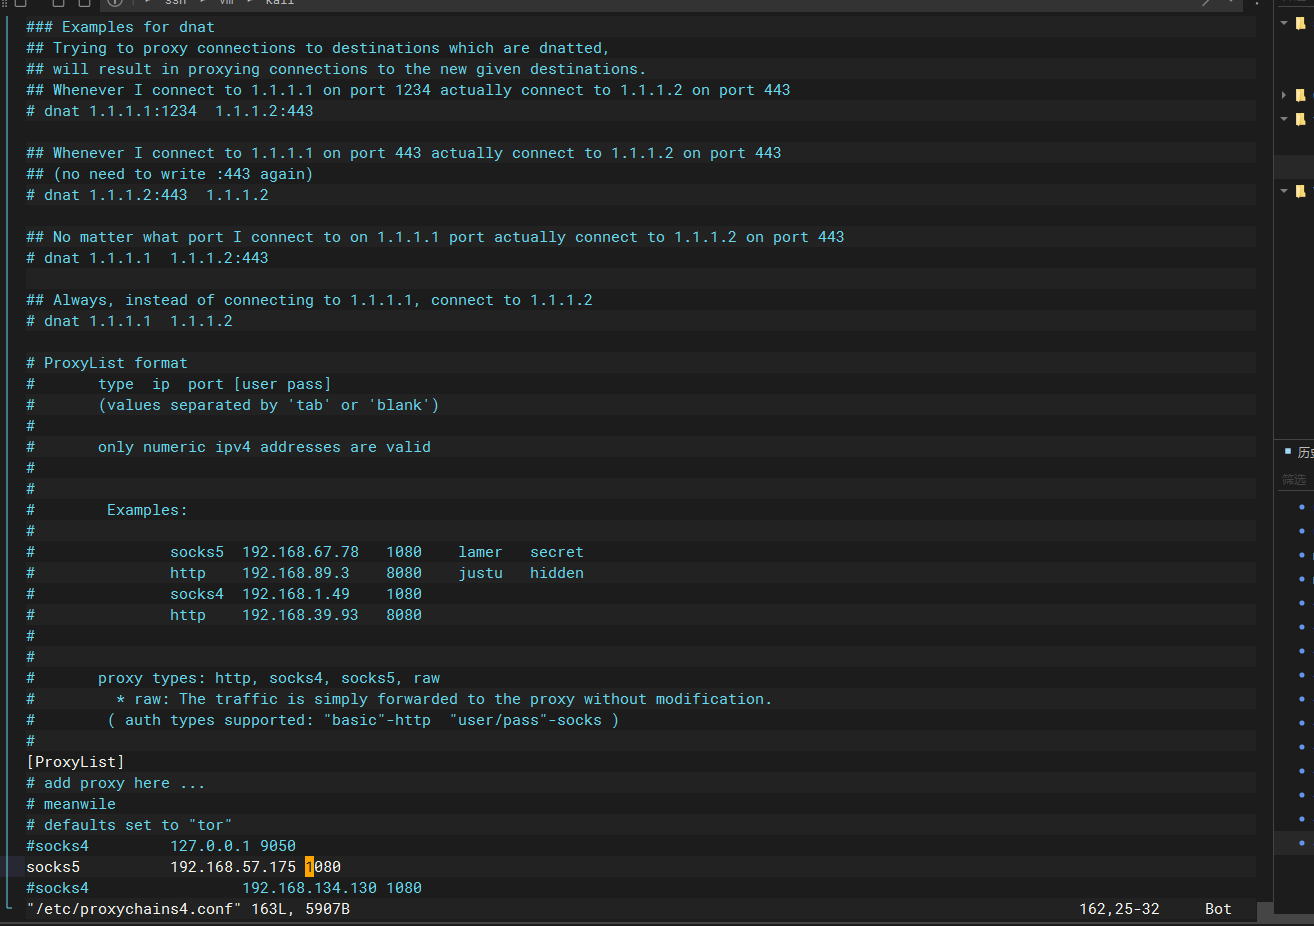 ssh vm kali
### Examples for dnat
## Trying to proxy connections to destinations which are dnatted,
## will result in proxying connections to the new given destinations.
## Whenever I connect to 1.1.1.1 on port 1234 actually connect to 1.1.1.2 on port 443
# dnat 1.1.1.1:1234  1.1.1.2:443
## Whenever I connect to 1.1.1.1 on port 443 actually connect to 1.1.1.2 on port 443
## (no need to write :443 again)
# dnat 1.1.1.2:443  1.1.1.2
## No matter what port I connect to on 1.1.1.1 port actually connect to 1.1.1.2 on port 443
# dnat 1.1.1.1  1.1.1.2:443
## Always, instead of connecting to 1.1.1.1, connect to 1.1.1.2
# dnat 1.1.1.1  1.1.1.2
# ProxyList format
#       type  ip  port [user pass]
#       (values separated by 'tab' or 'blank')
#
#       only numeric ipv4 addresses are valid
#
#
#        Examples:
#
#               socks5  192.168.67.78   1080    lamer   secret
#               http    192.168.89.3    8080    justu   hidden
#               socks4  192.168.1.49    1080
#               http    192.168.39.93   8080
#
#
#       proxy types: http, socks4, socks5, raw
#         * raw: The traffic is simply forwarded to the proxy without modification.
#        ( auth types supported: "basic"-http  "user/pass"-socks )
#
[ProxyList]
# add proxy here ...
# meanwile
# defaults set to "tor"
#socks4         127.0.0.1 9050
socks5          192.168.57.175 1080
#socks4                 192.168.134.130 1080
"/etc/proxychains4.conf" 163L, 5907B                162,25-32     Bot
历
筛选